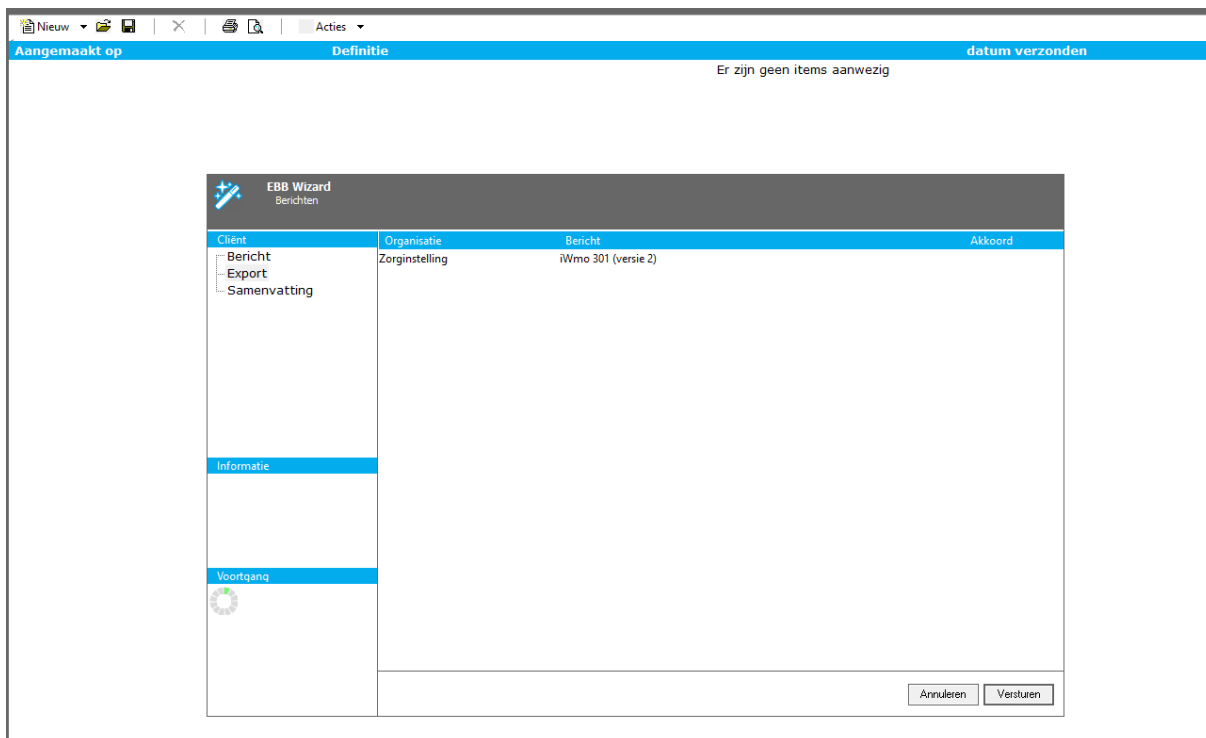 Nieuw Acties
Aangemaakt op Definitie datum verzonden
Er zijn geen items aanwezig
EBB Wizard
Berichten
Cliënt Organisatie Bericht Akkoord
Bericht Zorginstelling iWmo 301 (versie 2)
Export
Samenvatting
Informatie
Voortgang
Annuleren Versturen